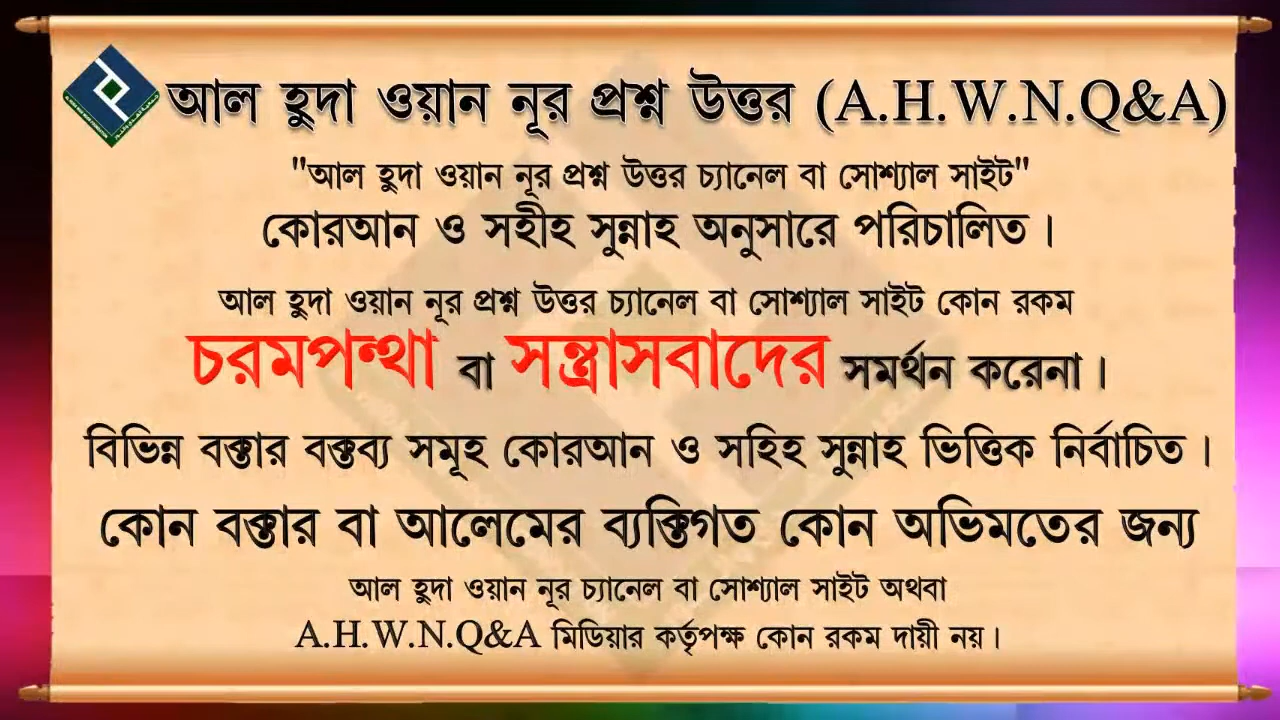 আল হুদা ওয়ান নূর প্রশ্ন উত্তর (A.H.W.N.Q&A)
"আল হুদা ওয়ান নূর প্রশ্ন উত্তর চ্যানেল বা সোশ্যাল সাইট"
কোরআন ও সহীহ সুন্নাহ অনুসারে পরিচালিত।
আল হুদা ওয়ান নূর প্রশ্ন উত্তর চ্যানেল বা সোশ্যাল সাইট কোন রকম
চরমপন্থা বা সন্ত্রাসবাদের সমর্থন করেনা।
বিভিন্ন বক্তার বক্তব্য সমূহ কোরআন ও সহিহ সুন্নাহ ভিত্তিক নির্বাচিত।
কোন বক্তার বা আলেমের ব্যক্তিগত কোন অভিমতের জন্য
আল হুদা ওয়ান নূর চ্যানেল বা সোশ্যাল সাইট অথবা
A.H.W.N.Q&A মিডিয়ার কর্তৃপক্ষ কোন রকম দায়ী নয়।